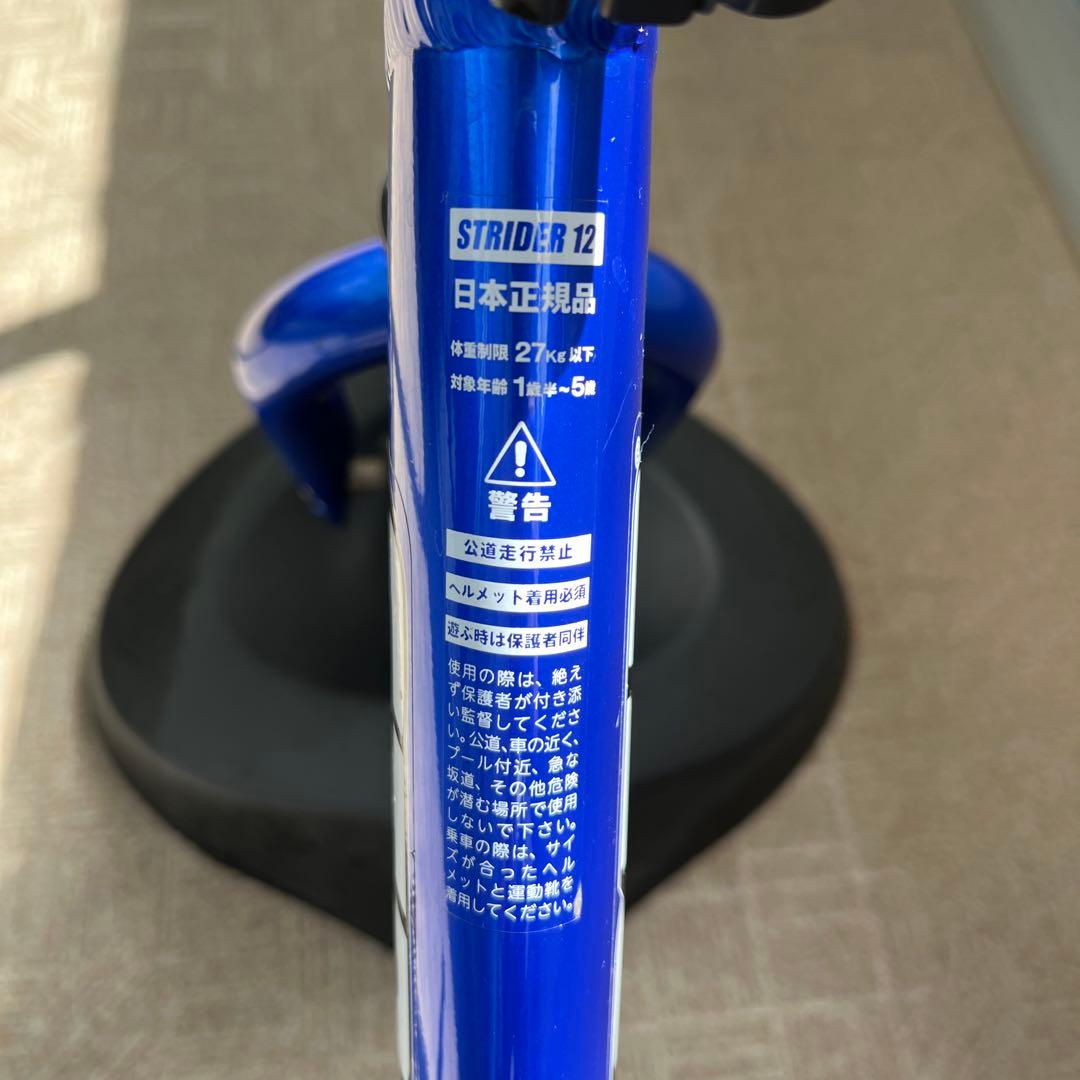 STRIDER 12
日本正規品
体重制限 27Kg 以下
対象年齢 1歳半~5歳
警告
公道走行禁止
ヘルメット着用必須
遊ぶ時は保護者同伴
使用の際は、絶え
ず保護者が付き添
い監督してくださ
い。公道、車の近く、
プール付近、急な
坂道、その他危険
が潜む場所で使用
しないで下さい。
乗車の際は、サイ
ズが合ったヘル
メットと運動靴を
着用してください。